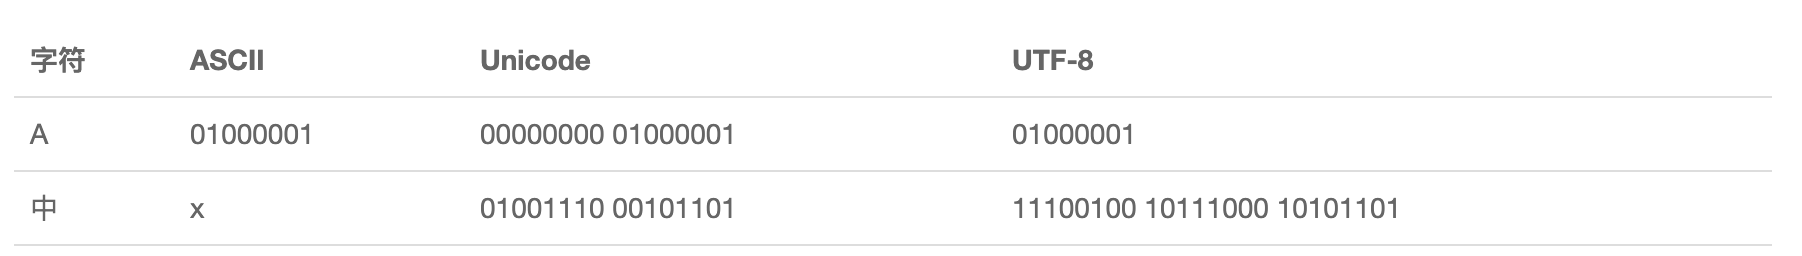 字符 ASCII Unicode UTF-8
A 01000001 00000000 01000001 01000001
中 x 01001110 00101101 11100100 10111000 10101101